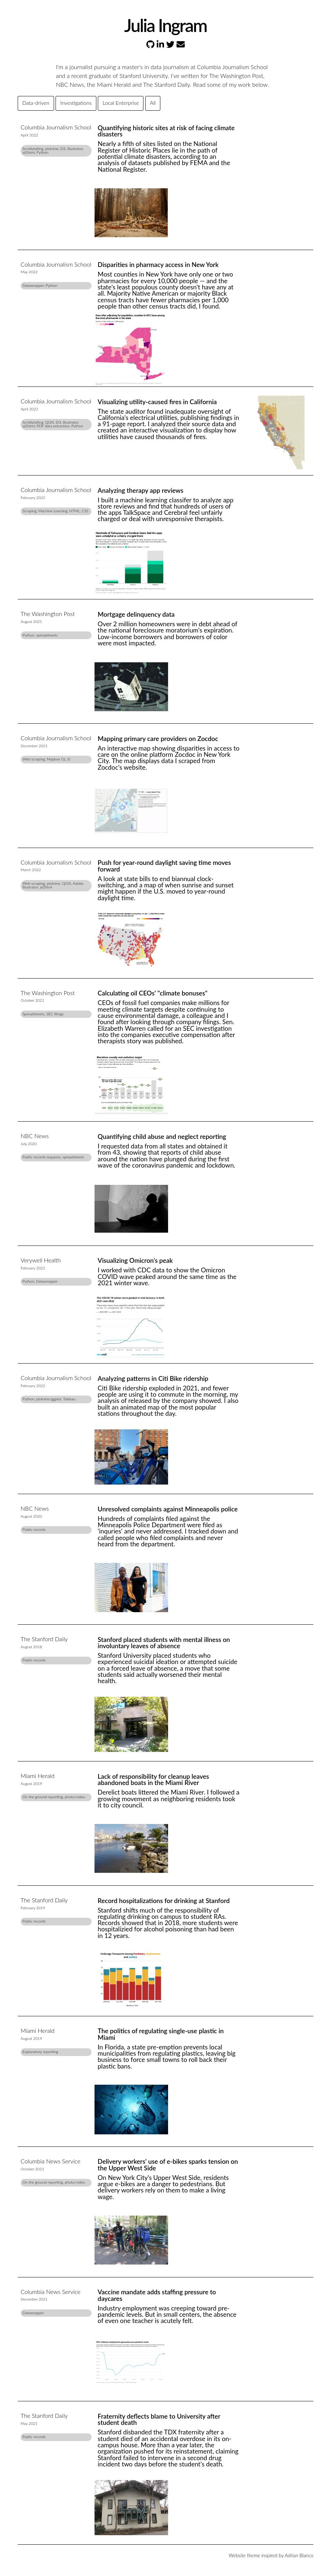 Julia Ingram
I'm a journalist pursuing a master's in data journalism at Columbia Journalism School
and a recent graduate of Stanford University. I've written for The Washington Post,
NBC News, the Miami Herald and The Stanford Daily. Read some of my work below.
Data-driven
Investigations
Local Enterprise
All
Columbia Journalism School
April 2022
Quantifying historic sites at risk of facing climate
disasters
Nearly a fifth of sites listed on the National
Register of Historic Places lie in the path of
potential climate disasters, according to an
analysis of datasets published by FEMA and the
National Register.
Columbia Journalism School
May 2022
Datawrapper, Python
Disparities in pharmacy access in New York
Most counties in New York have only one or two
pharmacies for every 10,000 people — and the
state's least populous county doesn't have any at
all. Majority Native American or majority Black
census tracts have fewer pharmacies per 1,000
people than other census tracts did, I found.
Columbia Journalism School
April 2022
Visualizing utility-caused fires in California
The state auditor found inadequate oversight of
California's electrical utilities, publishing findings in
a 91-page report. I analyzed their source data and
created an interactive visualization to display how
utilities have caused thousands of fires.
Columbia Journalism School
February 2022
Scraping, Machine Learning, HTML, CSS
Analyzing therapy app reviews
I built a machine learning classifer to analyze app
store reviews and find that hundreds of users of
the apps TalkSpace and Cerebral feel unfairly
charged or deal with unresponsive therapists.
The Washington Post
August 2021
Python, spreadsheets
Mortgage delinquency data
Over 2 million homeowners were in debt ahead of
the national foreclosure moratorium's expiration.
Low-income borrowers and borrowers of color
were most impacted.
Columbia Journalism School
December 2021
Web scraping, Mapbox GL JS
Mapping primary care providers on Zocdoc
An interactive map showing disparities in access to
care on the online platform Zocdoc in New York
City. The map displays data I scraped from
Zocdoc's website.
Columbia Journalism School
March 2022
Push for year-round daylight saving time moves
forward
A look at state bills to end biannual clock-
switching, and a map of when sunrise and sunset
might happen if the U.S. moved to year-round
daylight time.
The Washington Post
October 2021
Spreadsheets, SEC filings
Calculating oil CEOs' "climate bonuses"
CEOs of fossil fuel companies make millions for
meeting climate targets despite continuing to
cause environmental damage, a colleague and I
found after looking through company filings. Sen.
Elizabeth Warren called for an SEC investigation
into the companies executive compensation after
therapists story was published.
NBC News
July 2020
Public records requests, spreadsheets
Quantifying child abuse and neglect reporting
I requested data from all states and obtained it
from 43, showing that reports of child abuse
around the nation have plunged during the first
wave of the coronavirus pandemic and lockdown.
Verywell Health
February 2022
Python, Datawrapper
Visualizing Omicron's peak
I worked with CDC data to show how the Omicron
COVID wave peaked around the same time as the
2021 winter wave.
Columbia Journalism School
February 2022
Analyzing patterns in Citi Bike ridership
Citi Bike ridership exploded in 2021, and fewer
people are using it to commute in the morning, my
analysis of released by the company showed. I also
built an animated map of the most popular
stations throughout the day.
NBC News
August 2020
Public records
Unresolved complaints against Minneapolis police
Hundreds of complaints filed against the
Minneapolis Police Department were filed as
'inquries' and never addressed. I tracked down and
called people who filed complaints and never
heard from the department.
The Stanford Daily
August 2018
Public records
Stanford placed students with mental illness on
involuntary leaves of absence
Stanford University placed students who
experienced suicidal ideation or attempted suicide
on a forced leave of absence, a move that some
students said actually worsened their mental
health.
Miami Herald
August 2019
On-the-ground reporting, photo/video
Lack of responsibility for cleanup leaves
abandoned boats in the Miami River
Derelict boats littered the Miami River. I followed a
growing movement as neighboring residents took
it to city council.
The Stanford Daily
February 2019
Public records
Record hospitalizations for drinking at Stanford
Stanford shifts much of the responsibility of
regulating drinking on campus to student RAs.
Records showed that in 2018, more students were
hospitalized for alcohol poisoning than had been
in 12 years.
Miami Herald
August 2019
Explanatory reporting
The politics of regulating single-use plastic in
Miami
In Florida, a state pre-emption prevents local
municipalities from regulating plastics, leaving big
business to force small towns to roll back their
plastic bans.
Columbia News Service
October 2021
On-the-ground reporting, photo/video
Delivery workers' use of e-bikes sparks tension on
the Upper West Side
On New York City's Upper West Side, residents
argue e-bikes are a danger to pedestrians. But
delivery workers rely on them to make a living
wage.
Columbia News Service
December 2021
Datawrapper
Vaccine mandate adds staffing pressure to
daycares
Industry employment was creeping toward pre-
pandemic levels. But in small centers, the absence
of even one teacher is acutely felt.
The Stanford Daily
May 2021
Public records
Fraternity deflects blame to University after
student death
Stanford disbanded the TDX fraternity after a
student died of an accidental overdose in its on-
campus house. More than a year later, the
organization pushed for its reinstatement, claiming
Stanford failed to intervene in a second drug
incident two days before the student's death.
Website theme inspired by Adrian Blanco